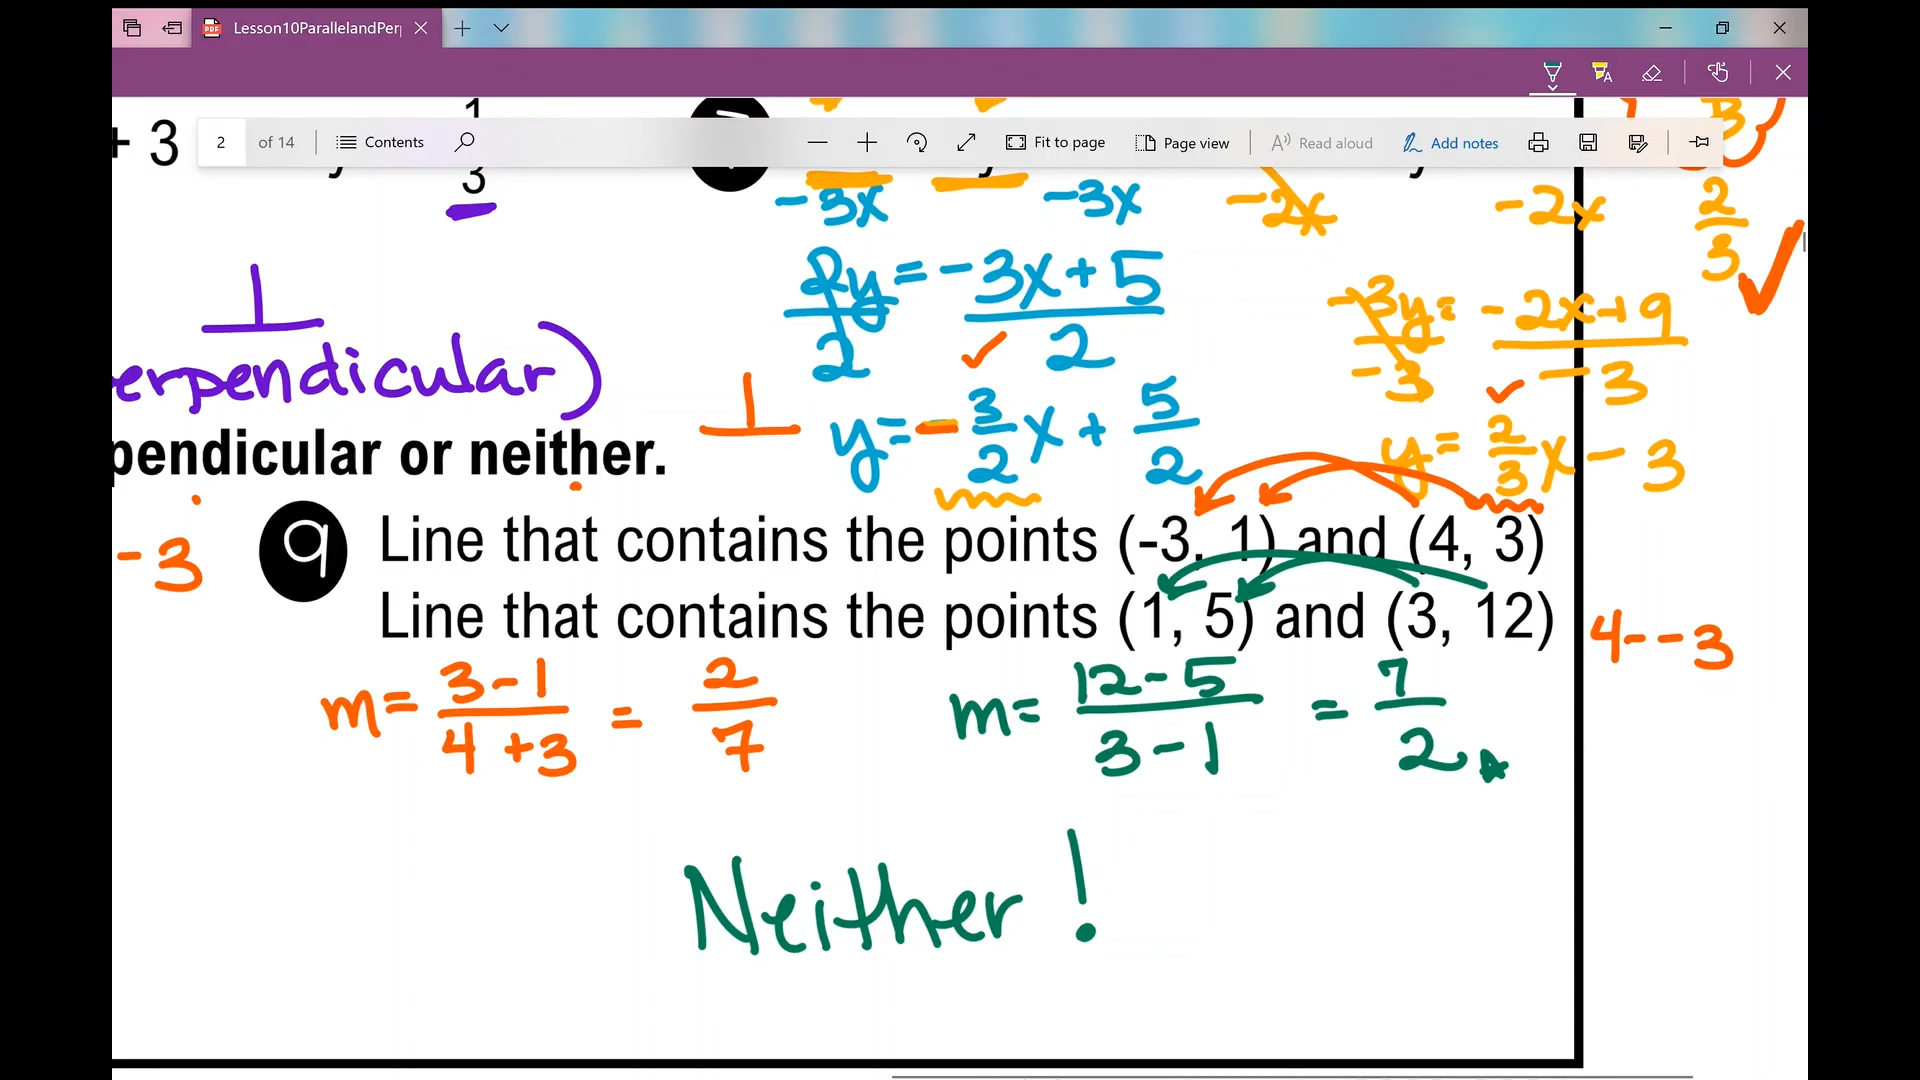 Lesson10ParallelandPer
+ 3
1
3
2 of 14
Contents
Fit to page
Page view
Read aloud
Add notes
-3x -3x
-2x -2x
2
3
2y = -3x + 5
2 2
-3y = -2x + 9
-3 -3
y = -3/2 x + 5/2
y = 2/3 x - 3
⊥
erpendicular)
⊥
pendicular or neither.
-3
9 Line that contains the points (-3, 1) and (4, 3)
Line that contains the points (1, 5) and (3, 12)
4--3
m = 3-1 / 4+3 = 2/7
m = 12-5 / 3-1 = 7/2
Neither!